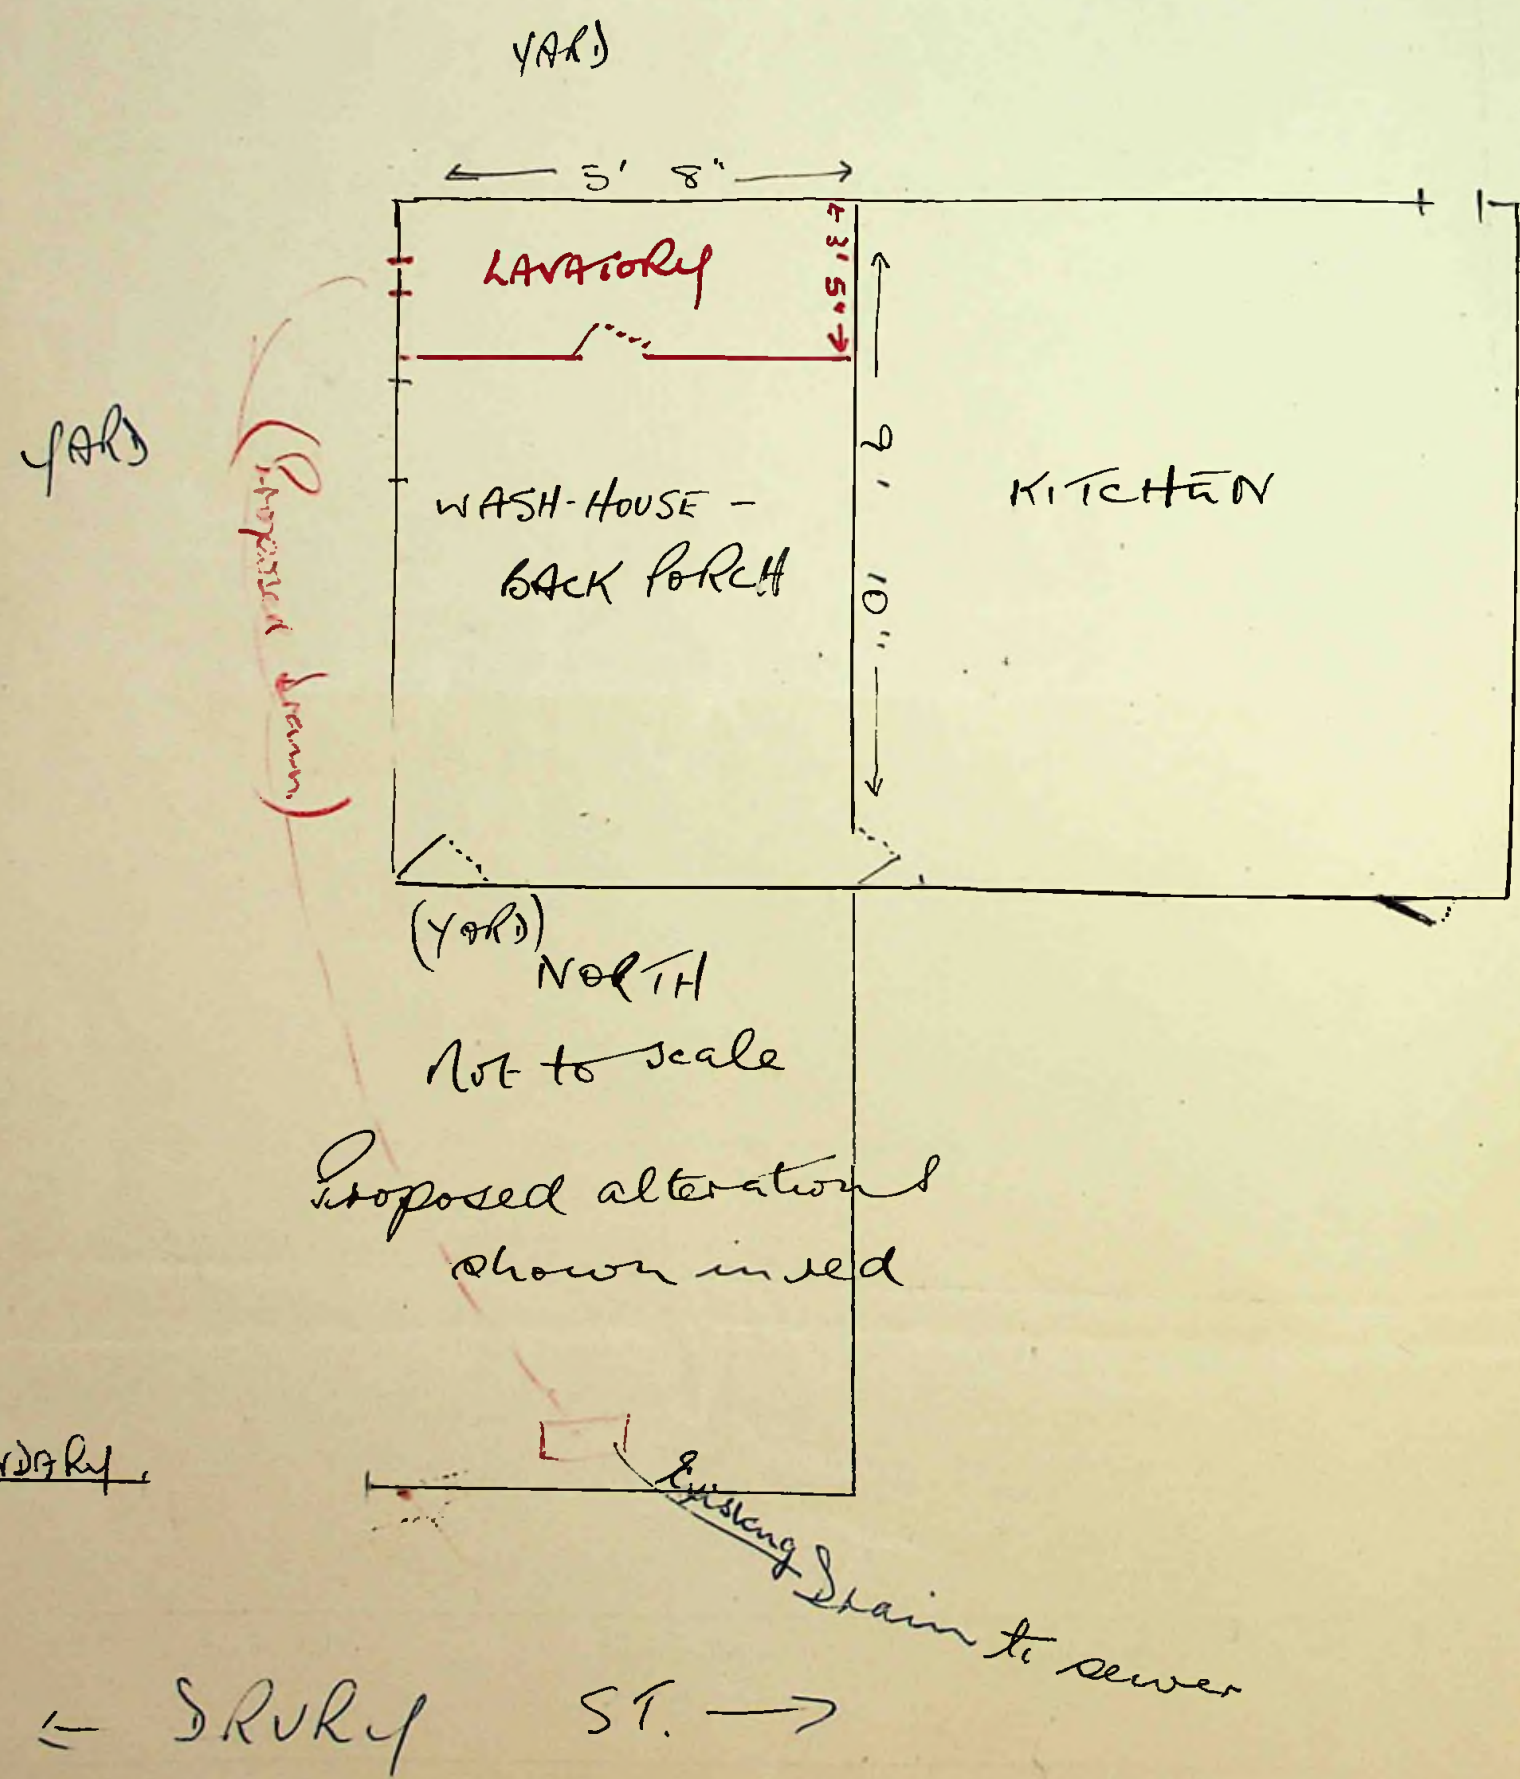 YARD
5' 8"
LAVATORY
3' 5"
YARD
(Proposed drain)
9' 10"
WASH-HOUSE -
BACK PORCH
KITCHEN
(YARD)
NORTH
Not to scale
Proposed alterations
shown in red
NDARY.
Existing Drain to sewer
← DRURY ST. →